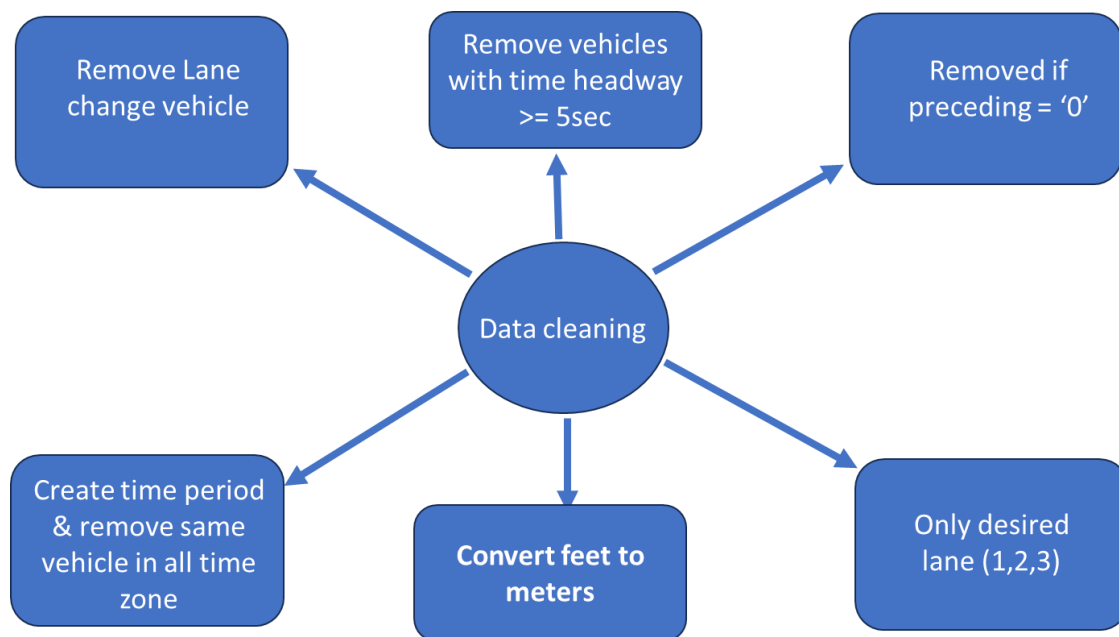 Remove Lane
change vehicle
Remove vehicles
with time headway
>= 5sec
Removed if
preceding = ‘0’
Data cleaning
Create time period
& remove same
vehicle in all time
zone
Convert feet to
meters
Only desired
lane (1,2,3)